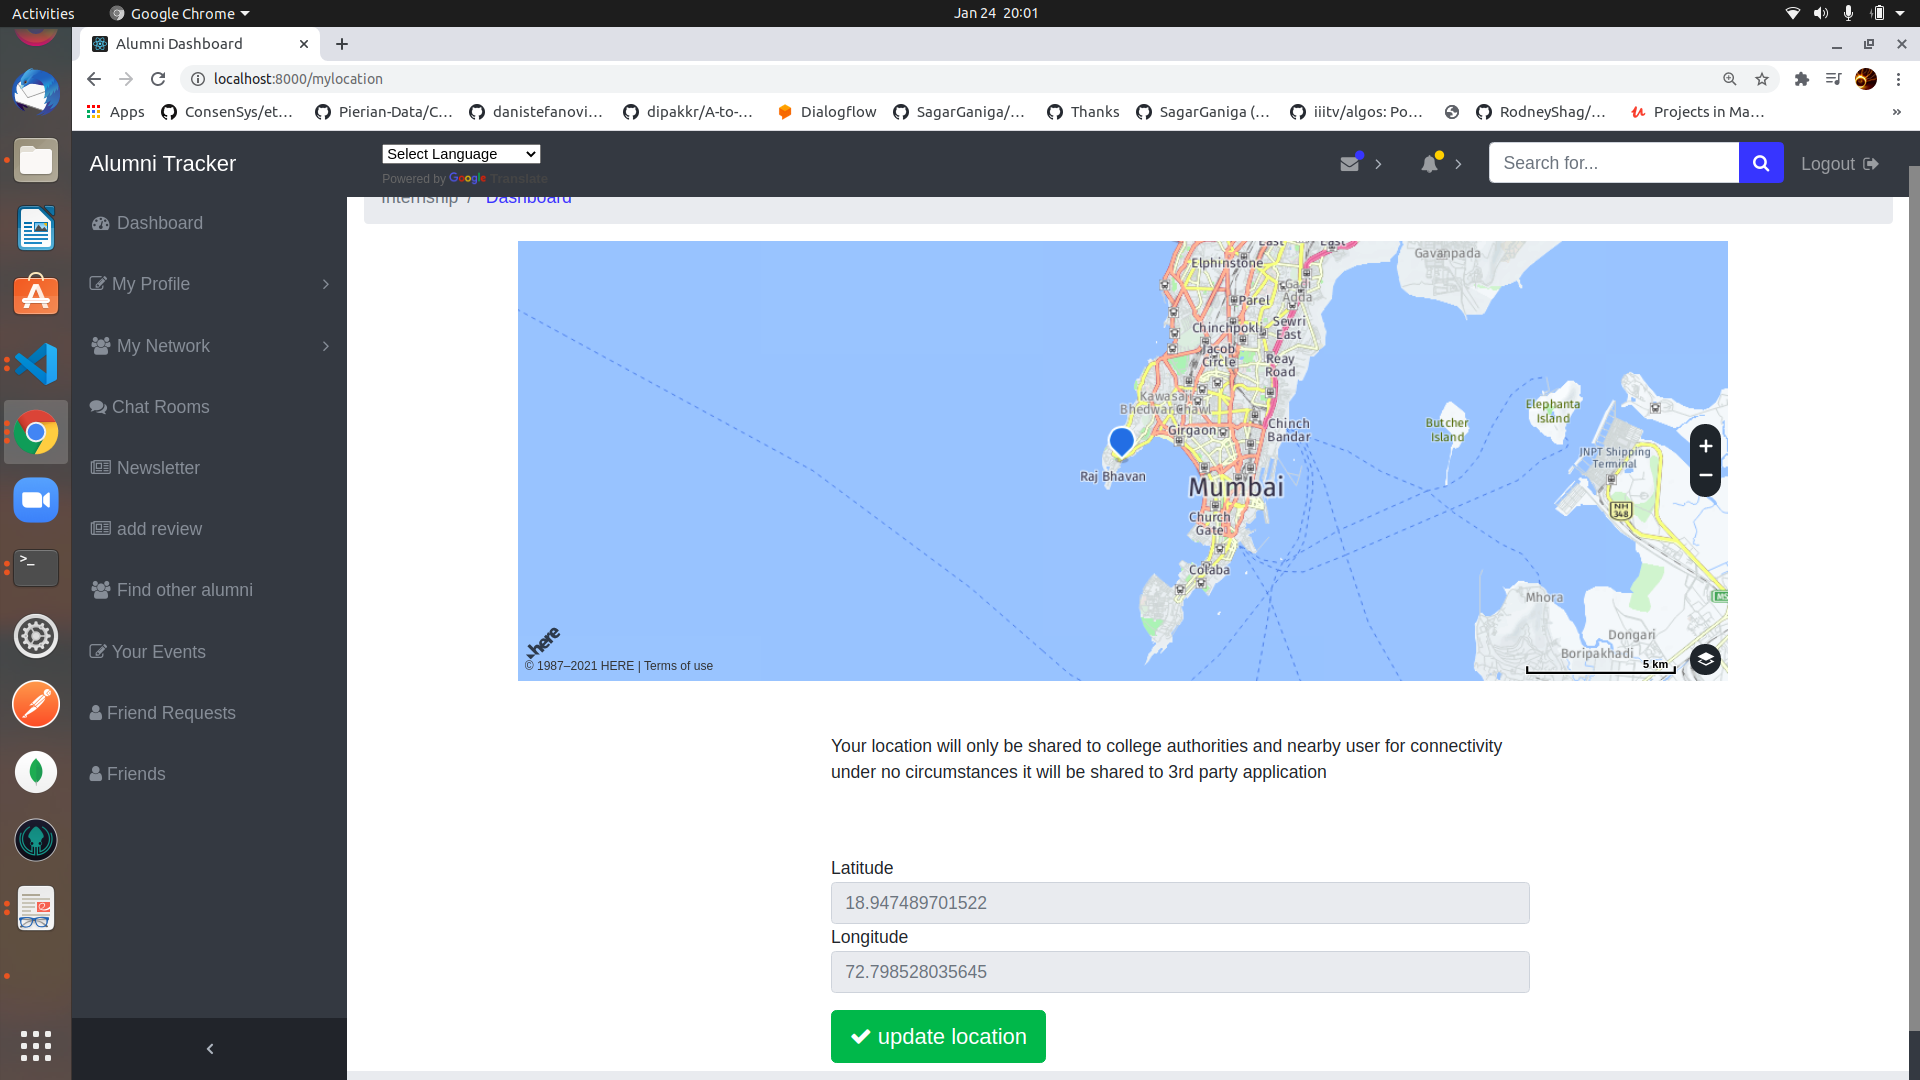 Activities
Google Chrome
Jan 24 20:01
Alumni Dashboard
localhost:8000/mylocation
Apps
ConsenSys/et...
Pierian-Data/C...
danistefanovi...
dipakkr/A-to-...
Dialogflow
SagarGaniga/...
Thanks
SagarGaniga (...
iiitv/algos: Po...
RodneyShag/...
Projects in Ma...
»
Alumni Tracker
Select Language
Powered by Google Translate
Search for...
Logout
Internship / Dashboard
Dashboard
My Profile
My Network
Chat Rooms
Newsletter
add review
Find other alumni
Your Events
Friend Requests
Friends
East
East
Elphinstone
Gavanpada
Gadi
Adda
Parel
Chinchpokli
Sewri
East
Jacob
Circle
Reay
Road
Kawasaji
Bhedwar Chawl
Girgaon
Chinch
Bandar
Butcher
Island
Elephanta
Island
JNPT Shipping
Terminal
Raj Bhavan
Mumbai
NH
348
Church
Gate
Colaba
Mhora
Dongari
Boripakhadi
here
© 1987–2021 HERE | Terms of use
5 km
Your location will only be shared to college authorities and nearby user for connectivity
under no circumstances it will be shared to 3rd party application
Latitude
18.947489701522
Longitude
72.798528035645
update location